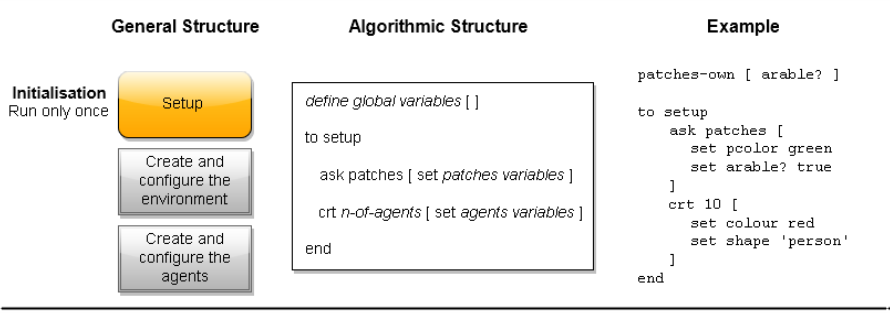 General Structure
Algorithmic Structure
Example
Initialisation
Run only once
Setup
Create and
configure the
environment
Create and
configure the
agents
define global variables [ ]
to setup
ask patches [ set patches variables ]
crt n-of-agents [ set agents variables ]
end
patches-own [ arable? ]
to setup
ask patches [
set pcolor green
set arable? true
]
crt 10 [
set colour red
set shape 'person'
]
end